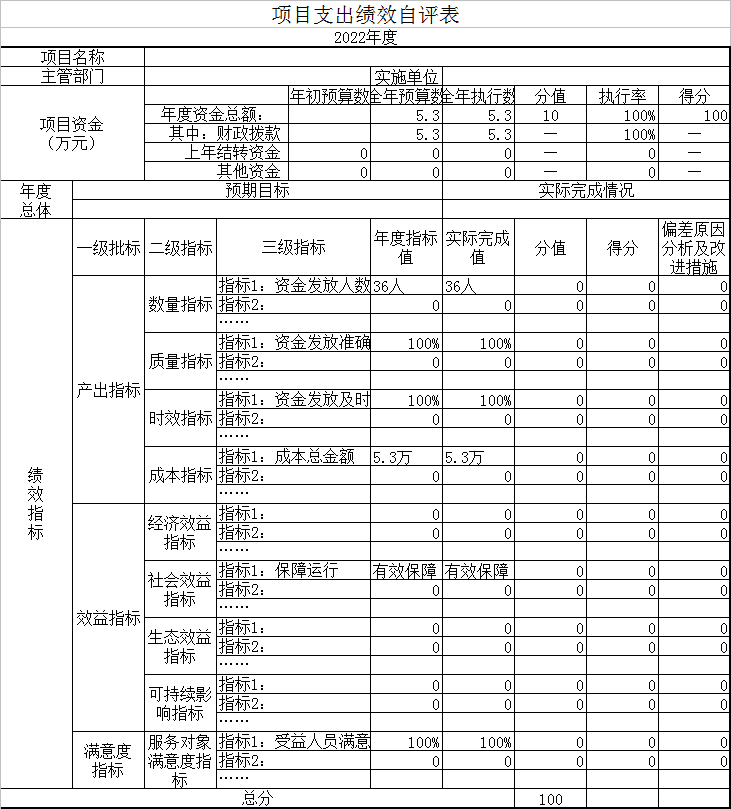 项目支出绩效自评表
2022年度
项目名称
主管部门 实施单位
项目资金
（万元）
年初预算数 全年预算数 全年执行数 分值 执行率 得分
年度资金总额： 5.3 5.3 10 100% 100
其中：财政拨款 5.3 5.3 — 100% —
上年结转资金 0 0 0 — 0 —
其他资金 0 0 0 — 0 —
年度
总体
预期目标 实际完成情况
绩
效
指
标
一级批标 二级指标 三级指标 年度指标
值 实际完成
值 分值 得分 偏差原因
分析及改
进措施
产出指标
数量指标
指标1：资金发放人数 36人 36人 0 0 0
指标2： 0 0 0 0 0
……
质量指标
指标1：资金发放准确 100% 100% 0 0 0
指标2： 0 0 0 0 0
……
时效指标
指标1：资金发放及时 100% 100% 0 0 0
指标2： 0 0 0 0 0
……
成本指标
指标1：成本总金额 5.3万 5.3万 0 0 0
指标2： 0 0 0 0 0
……
效益指标
经济效益
指标
指标1： 0 0 0 0 0
指标2： 0 0 0 0 0
……
社会效益
指标
指标1：保障运行 有效保障 有效保障 0 0 0
指标2： 0 0 0 0 0
……
生态效益
指标
指标1： 0 0 0 0 0
指标2： 0 0 0 0 0
……
可持续影
响指标
指标1： 0 0 0 0 0
指标2： 0 0 0 0 0
……
满意度
指标
服务对象
满意度指
标
指标1：受益人员满意 100% 100% 0 0 0
指标2： 0 0 0 0 0
……
总分 100